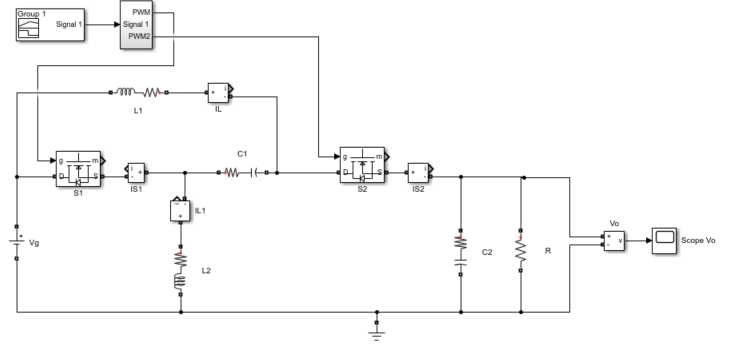 Group 1
Signal 1
PWM
Signal 1
PWM2
i
+
-
L1
IL
C1
g
m
D
S
S1
i
-
+
IS1
g
m
D
S
S2
i
+
-
IS2
i
-
+
IL1
L2
+
Vg
C2
R
Vo
+
-
v
Scope Vo